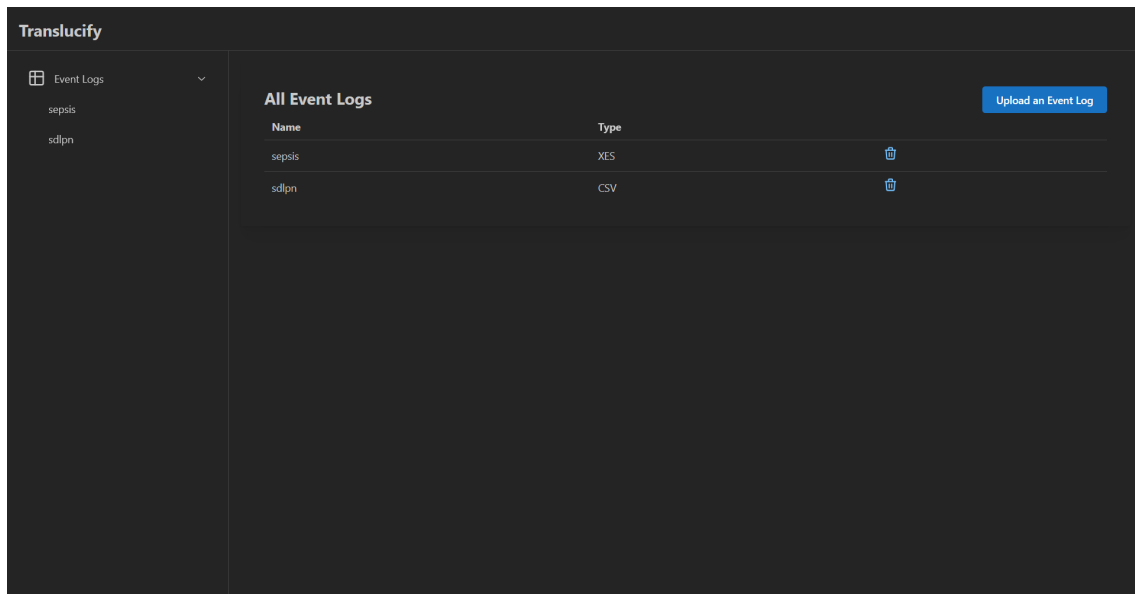 Translucify
Event Logs
sepsis
sdlpn
All Event Logs
Upload an Event Log
Name Type
sepsis XES
sdlpn CSV